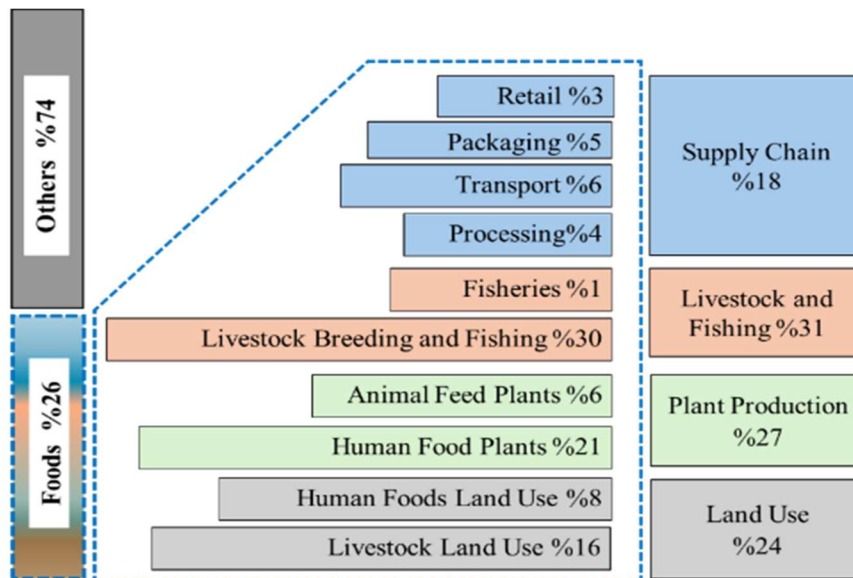 Others %74
Foods %26
Retail %3
Packaging %5
Transport %6
Processing%4
Fisheries %1
Livestock Breeding and Fishing %30
Animal Feed Plants %6
Human Food Plants %21
Human Foods Land Use %8
Livestock Land Use %16
Supply Chain
%18
Livestock and
Fishing %31
Plant Production
%27
Land Use
%24